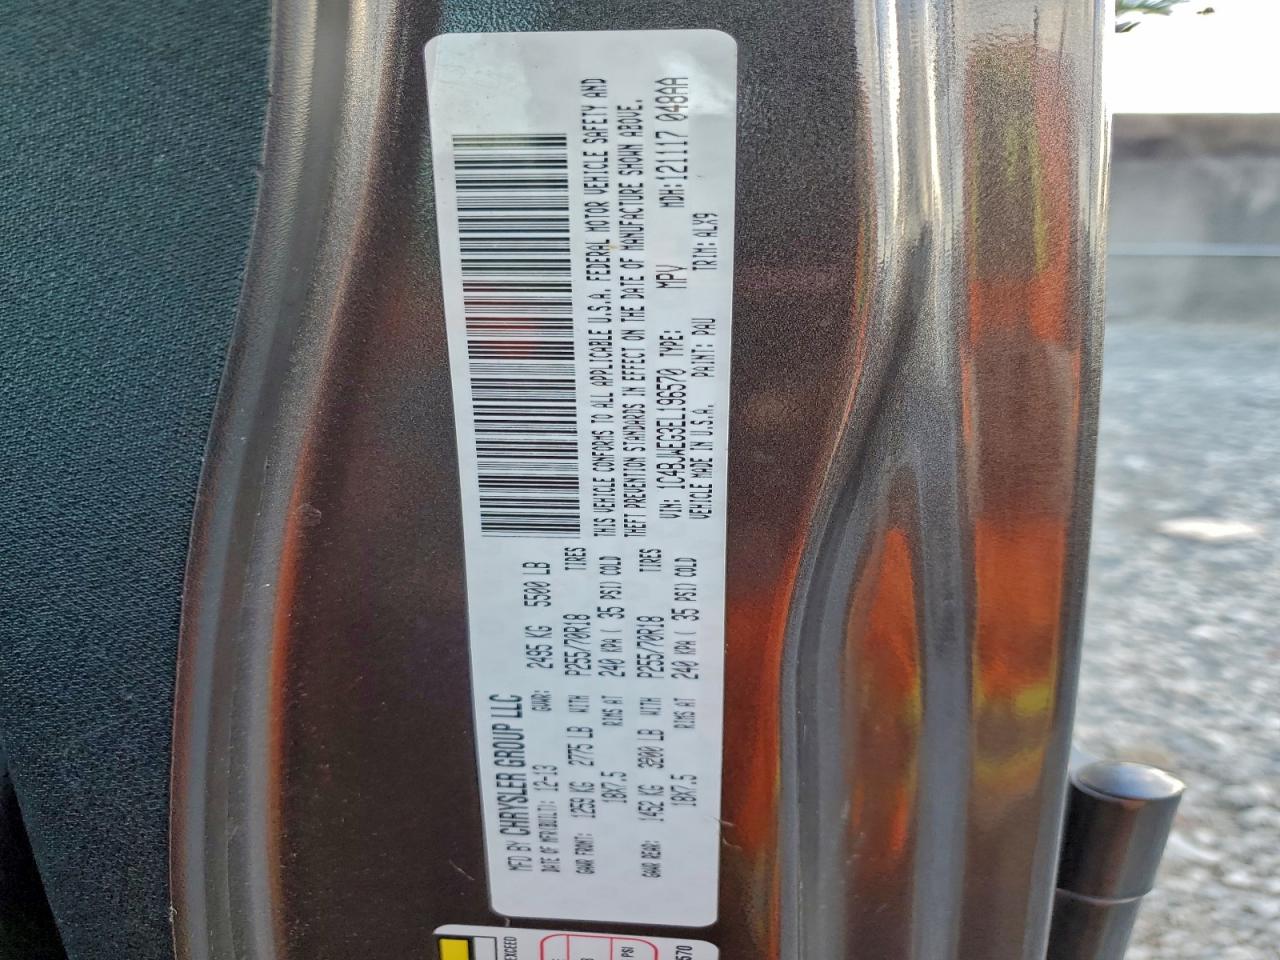 MFD BY CHRYSLER GROUP LLC
DATE OF MFR(BUILT): 12-13 GVWR: 2495 KG 5500 LB
GAWR FRONT: 1259 KG 2775 LB WITH P255/70R18 TIRES
18X7.5 RIMS AT 240 KPA ( 35 PSI) COLD
GAWR REAR: 1452 KG 3200 LB WITH P255/70R18 TIRES
18X7.5 RIMS AT 240 KPA ( 35 PSI) COLD
THIS VEHICLE CONFORMS TO ALL APPLICABLE U.S.A. FEDERAL MOTOR VEHICLE SAFETY AND
THEFT PREVENTION STANDARDS IN EFFECT ON THE DATE OF MANUFACTURE SHOWN ABOVE.
VIN: 1C4BJWEG3EL196570 TYPE: MPV MDH:121117 048AA
VEHICLE MADE IN U.S.A. PAINT: PAU TRIM: ALX9
EXCEED
PSI
570